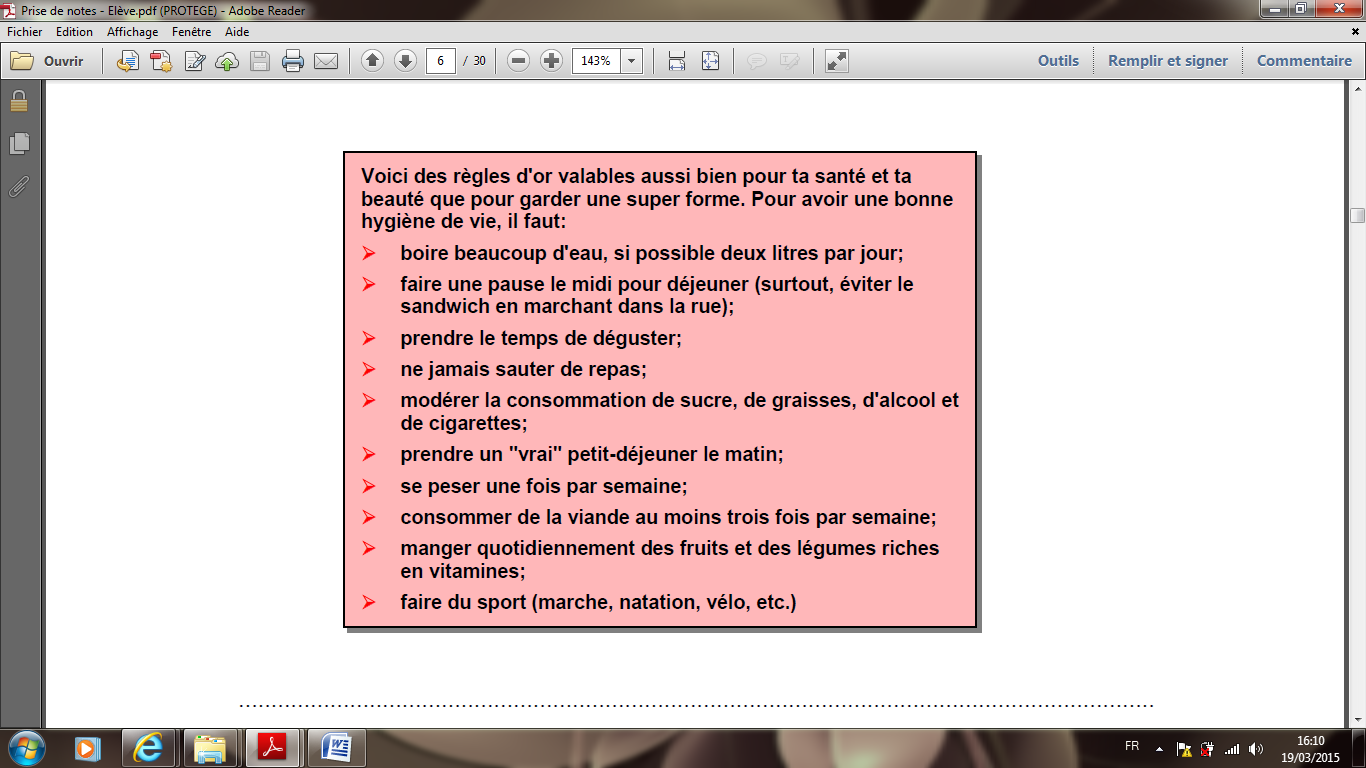 Prise de notes - Elève.pdf (PROTEGE) - Adobe Reader
Fichier Edition Affichage Fenêtre Aide
Ouvrir 6 / 30 143% Outils Remplir et signer Commentaire
Voici des règles d'or valables aussi bien pour ta santé et ta
beauté que pour garder une super forme. Pour avoir une bonne
hygiène de vie, il faut:
boire beaucoup d'eau, si possible deux litres par jour;
faire une pause le midi pour déjeuner (surtout, éviter le
sandwich en marchant dans la rue);
prendre le temps de déguster;
ne jamais sauter de repas;
modérer la consommation de sucre, de graisses, d'alcool et
de cigarettes;
prendre un "vrai" petit-déjeuner le matin;
se peser une fois par semaine;
consommer de la viande au moins trois fois par semaine;
manger quotidiennement des fruits et des légumes riches
en vitamines;
faire du sport (marche, natation, vélo, etc.)
FR 16:10
19/03/2015